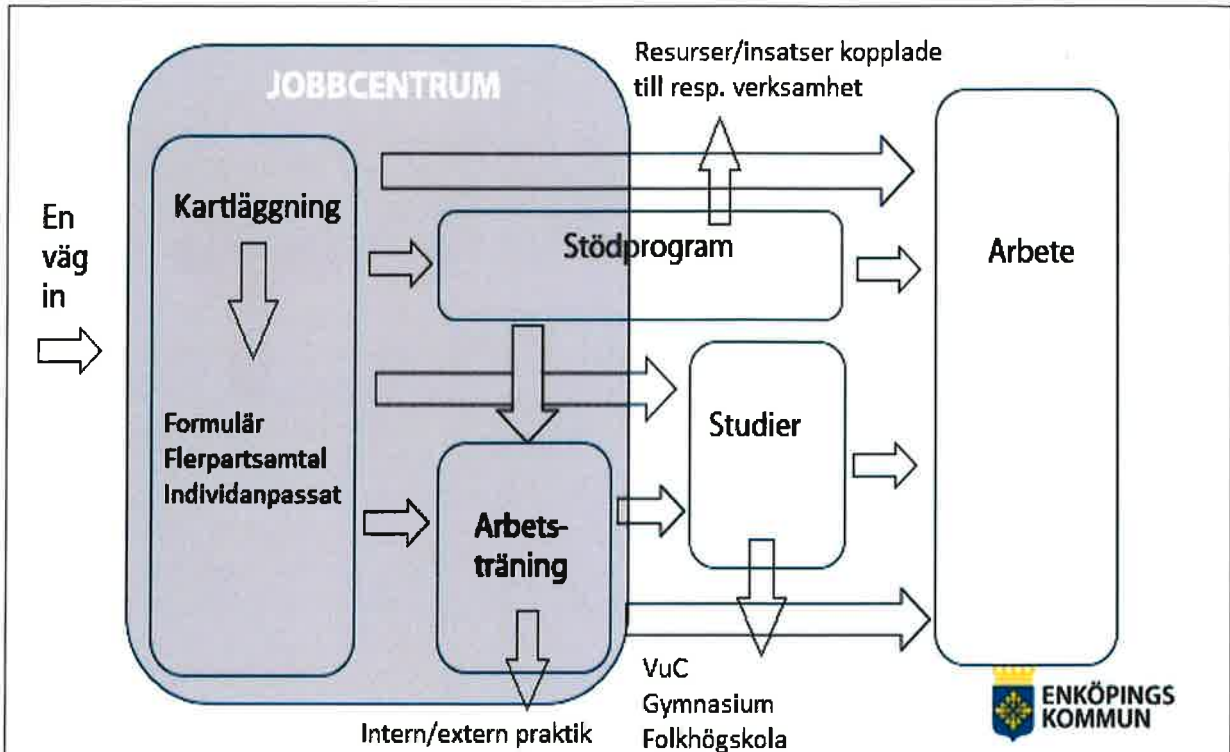 JOBBCENTRUM
Resurser/insatser kopplade
till resp. verksamhet
En
väg
in
Kartläggning
Formulär
Flerpartsamtal
Individanpassat
Stödprogram
Arbets-
träning
Studier
Arbete
Intern/extern praktik
VuC
Gymnasium
Folkhögskola
ENKÖPINGS
KOMMUN